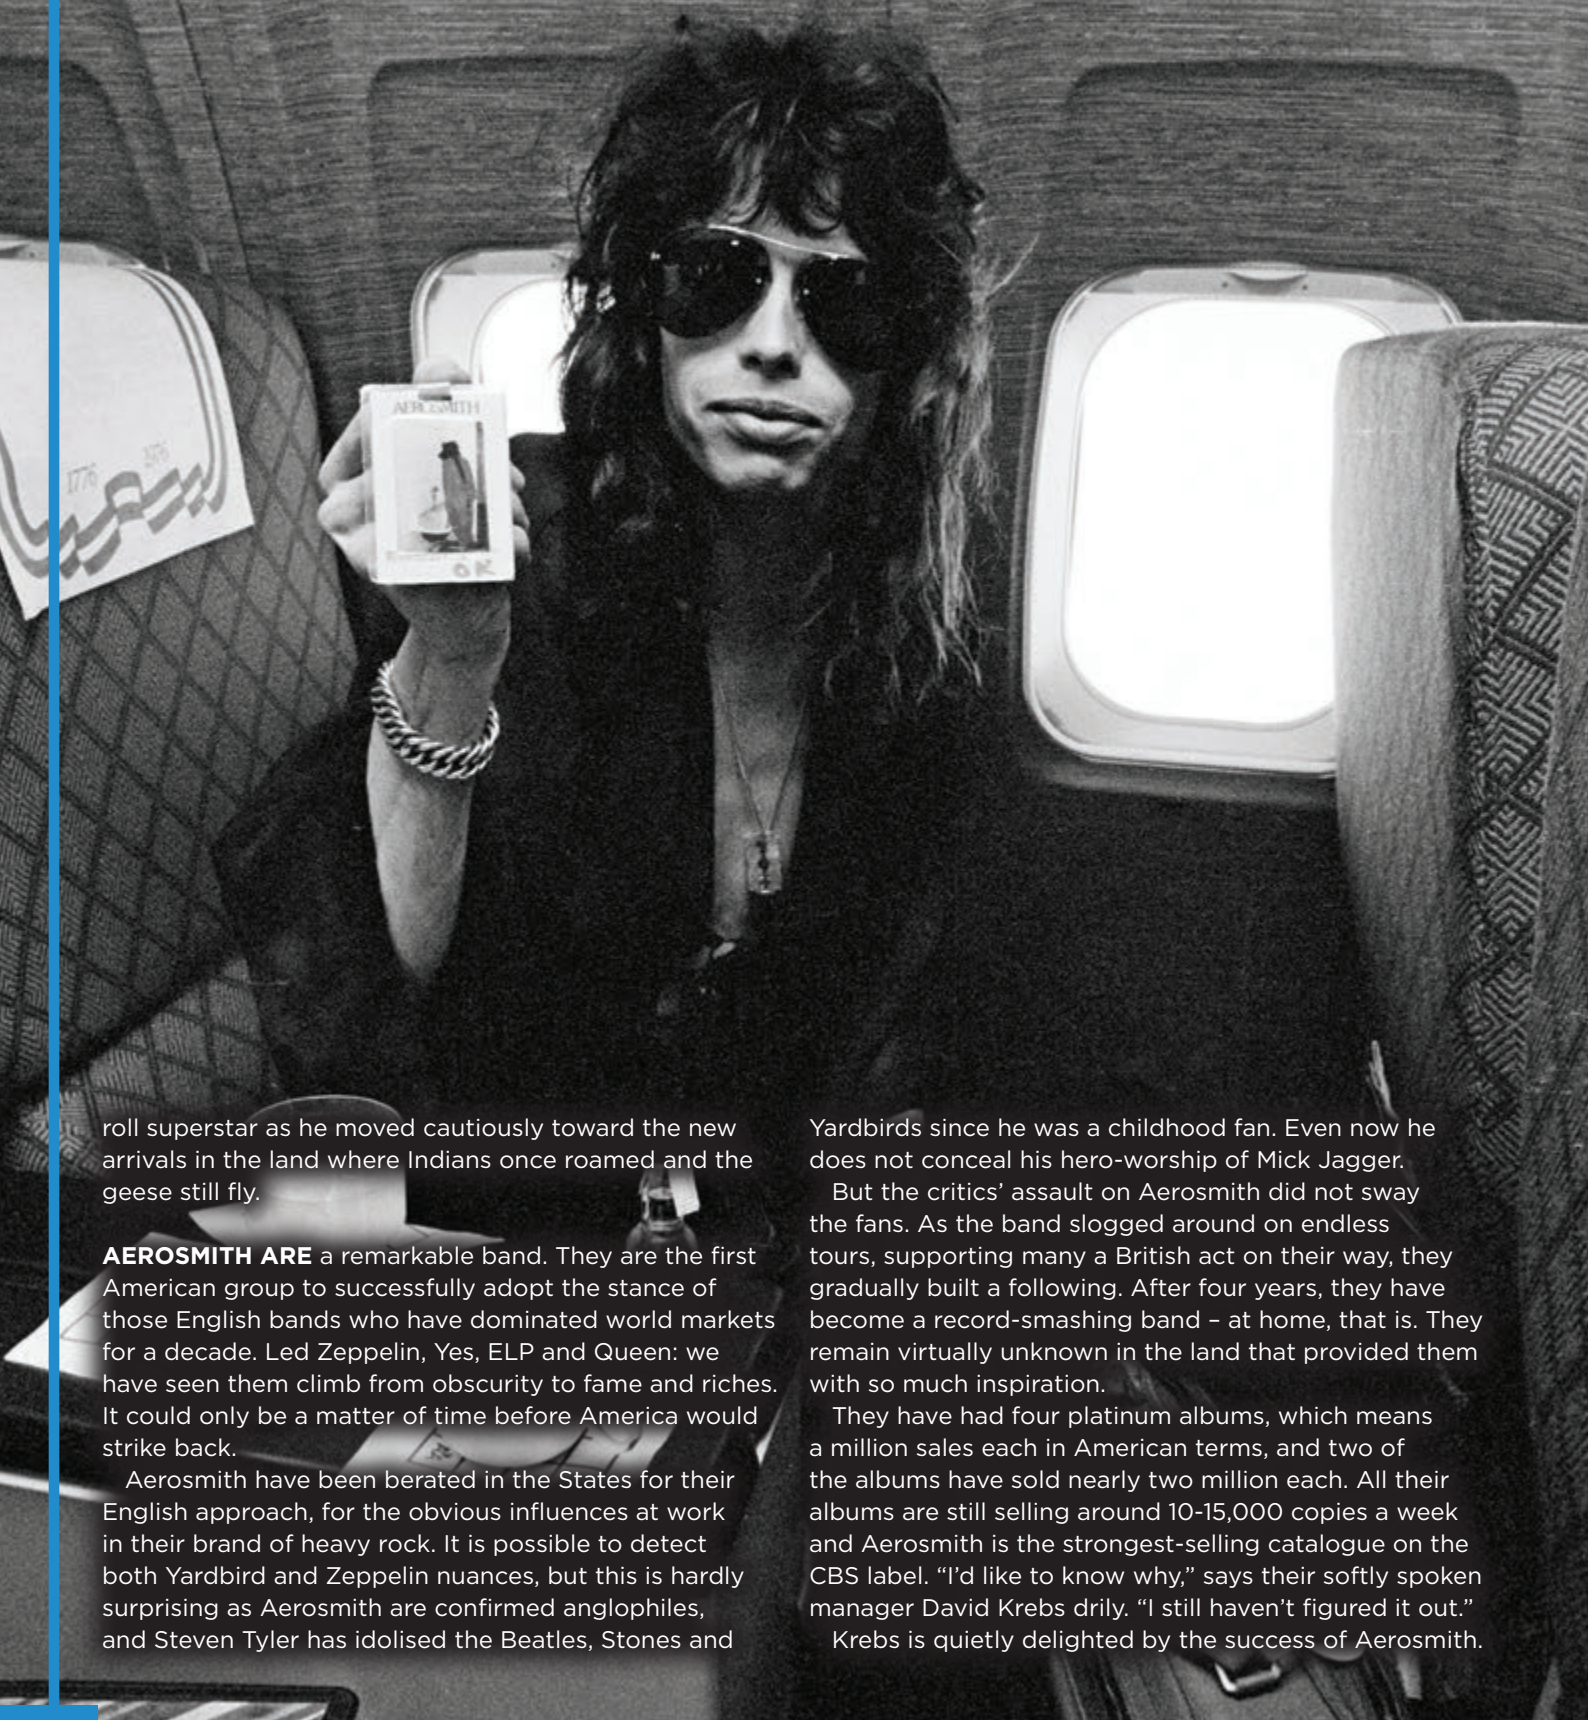 1776
1976
AEROSMITH
OK
roll superstar as he moved cautiously toward the new
arrivals in the land where Indians once roamed and the
geese still fly.
AEROSMITH ARE a remarkable band. They are the first
American group to successfully adopt the stance of
those English bands who have dominated world markets
for a decade. Led Zeppelin, Yes, ELP and Queen: we
have seen them climb from obscurity to fame and riches.
It could only be a matter of time before America would
strike back.
Aerosmith have been berated in the States for their
English approach, for the obvious influences at work
in their brand of heavy rock. It is possible to detect
both Yardbird and Zeppelin nuances, but this is hardly
surprising as Aerosmith are confirmed anglophiles,
and Steven Tyler has idolised the Beatles, Stones and
Yardbirds since he was a childhood fan. Even now he
does not conceal his hero-worship of Mick Jagger.
But the critics’ assault on Aerosmith did not sway
the fans. As the band slogged around on endless
tours, supporting many a British act on their way, they
gradually built a following. After four years, they have
become a record-smashing band – at home, that is. They
remain virtually unknown in the land that provided them
with so much inspiration.
They have had four platinum albums, which means
a million sales each in American terms, and two of
the albums have sold nearly two million each. All their
albums are still selling around 10-15,000 copies a week
and Aerosmith is the strongest-selling catalogue on the
CBS label. “I’d like to know why,” says their softly spoken
manager David Krebs drily. “I still haven’t figured it out.”
Krebs is quietly delighted by the success of Aerosmith.